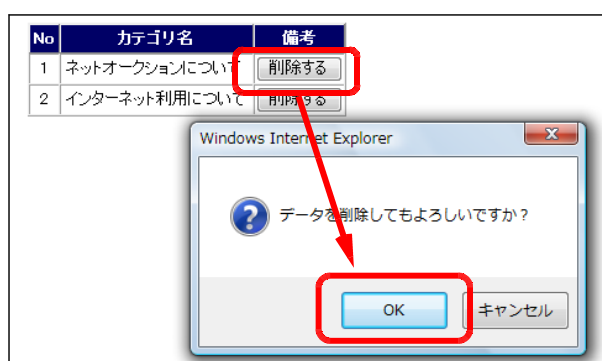 No カテゴリ名 備考
1 ネットオークションについて 削除する
2 インターネット利用について 削除する
Windows Internet Explorer
データを削除してもよろしいですか？
OK キャンセル